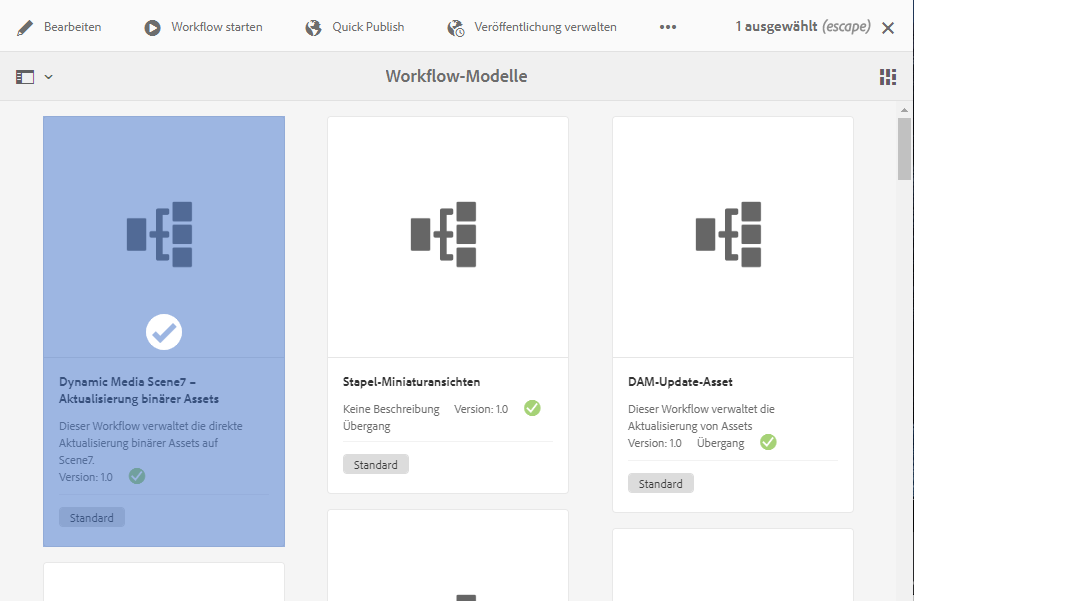 Bearbeiten Workflow starten Quick Publish Veröffentlichung verwalten ••• 1 ausgewählt (escape)
Workflow-Modelle
Dynamic Media Scene7 –
Aktualisierung binärer Assets
Dieser Workflow verwaltet die direkte
Aktualisierung binärer Assets auf
Scene7.
Version: 1.0
Standard
Stapel-Miniaturansichten
Keine Beschreibung Version: 1.0
Übergang
Standard
DAM-Update-Asset
Dieser Workflow verwaltet die
Aktualisierung von Assets
Version: 1.0 Übergang
Standard